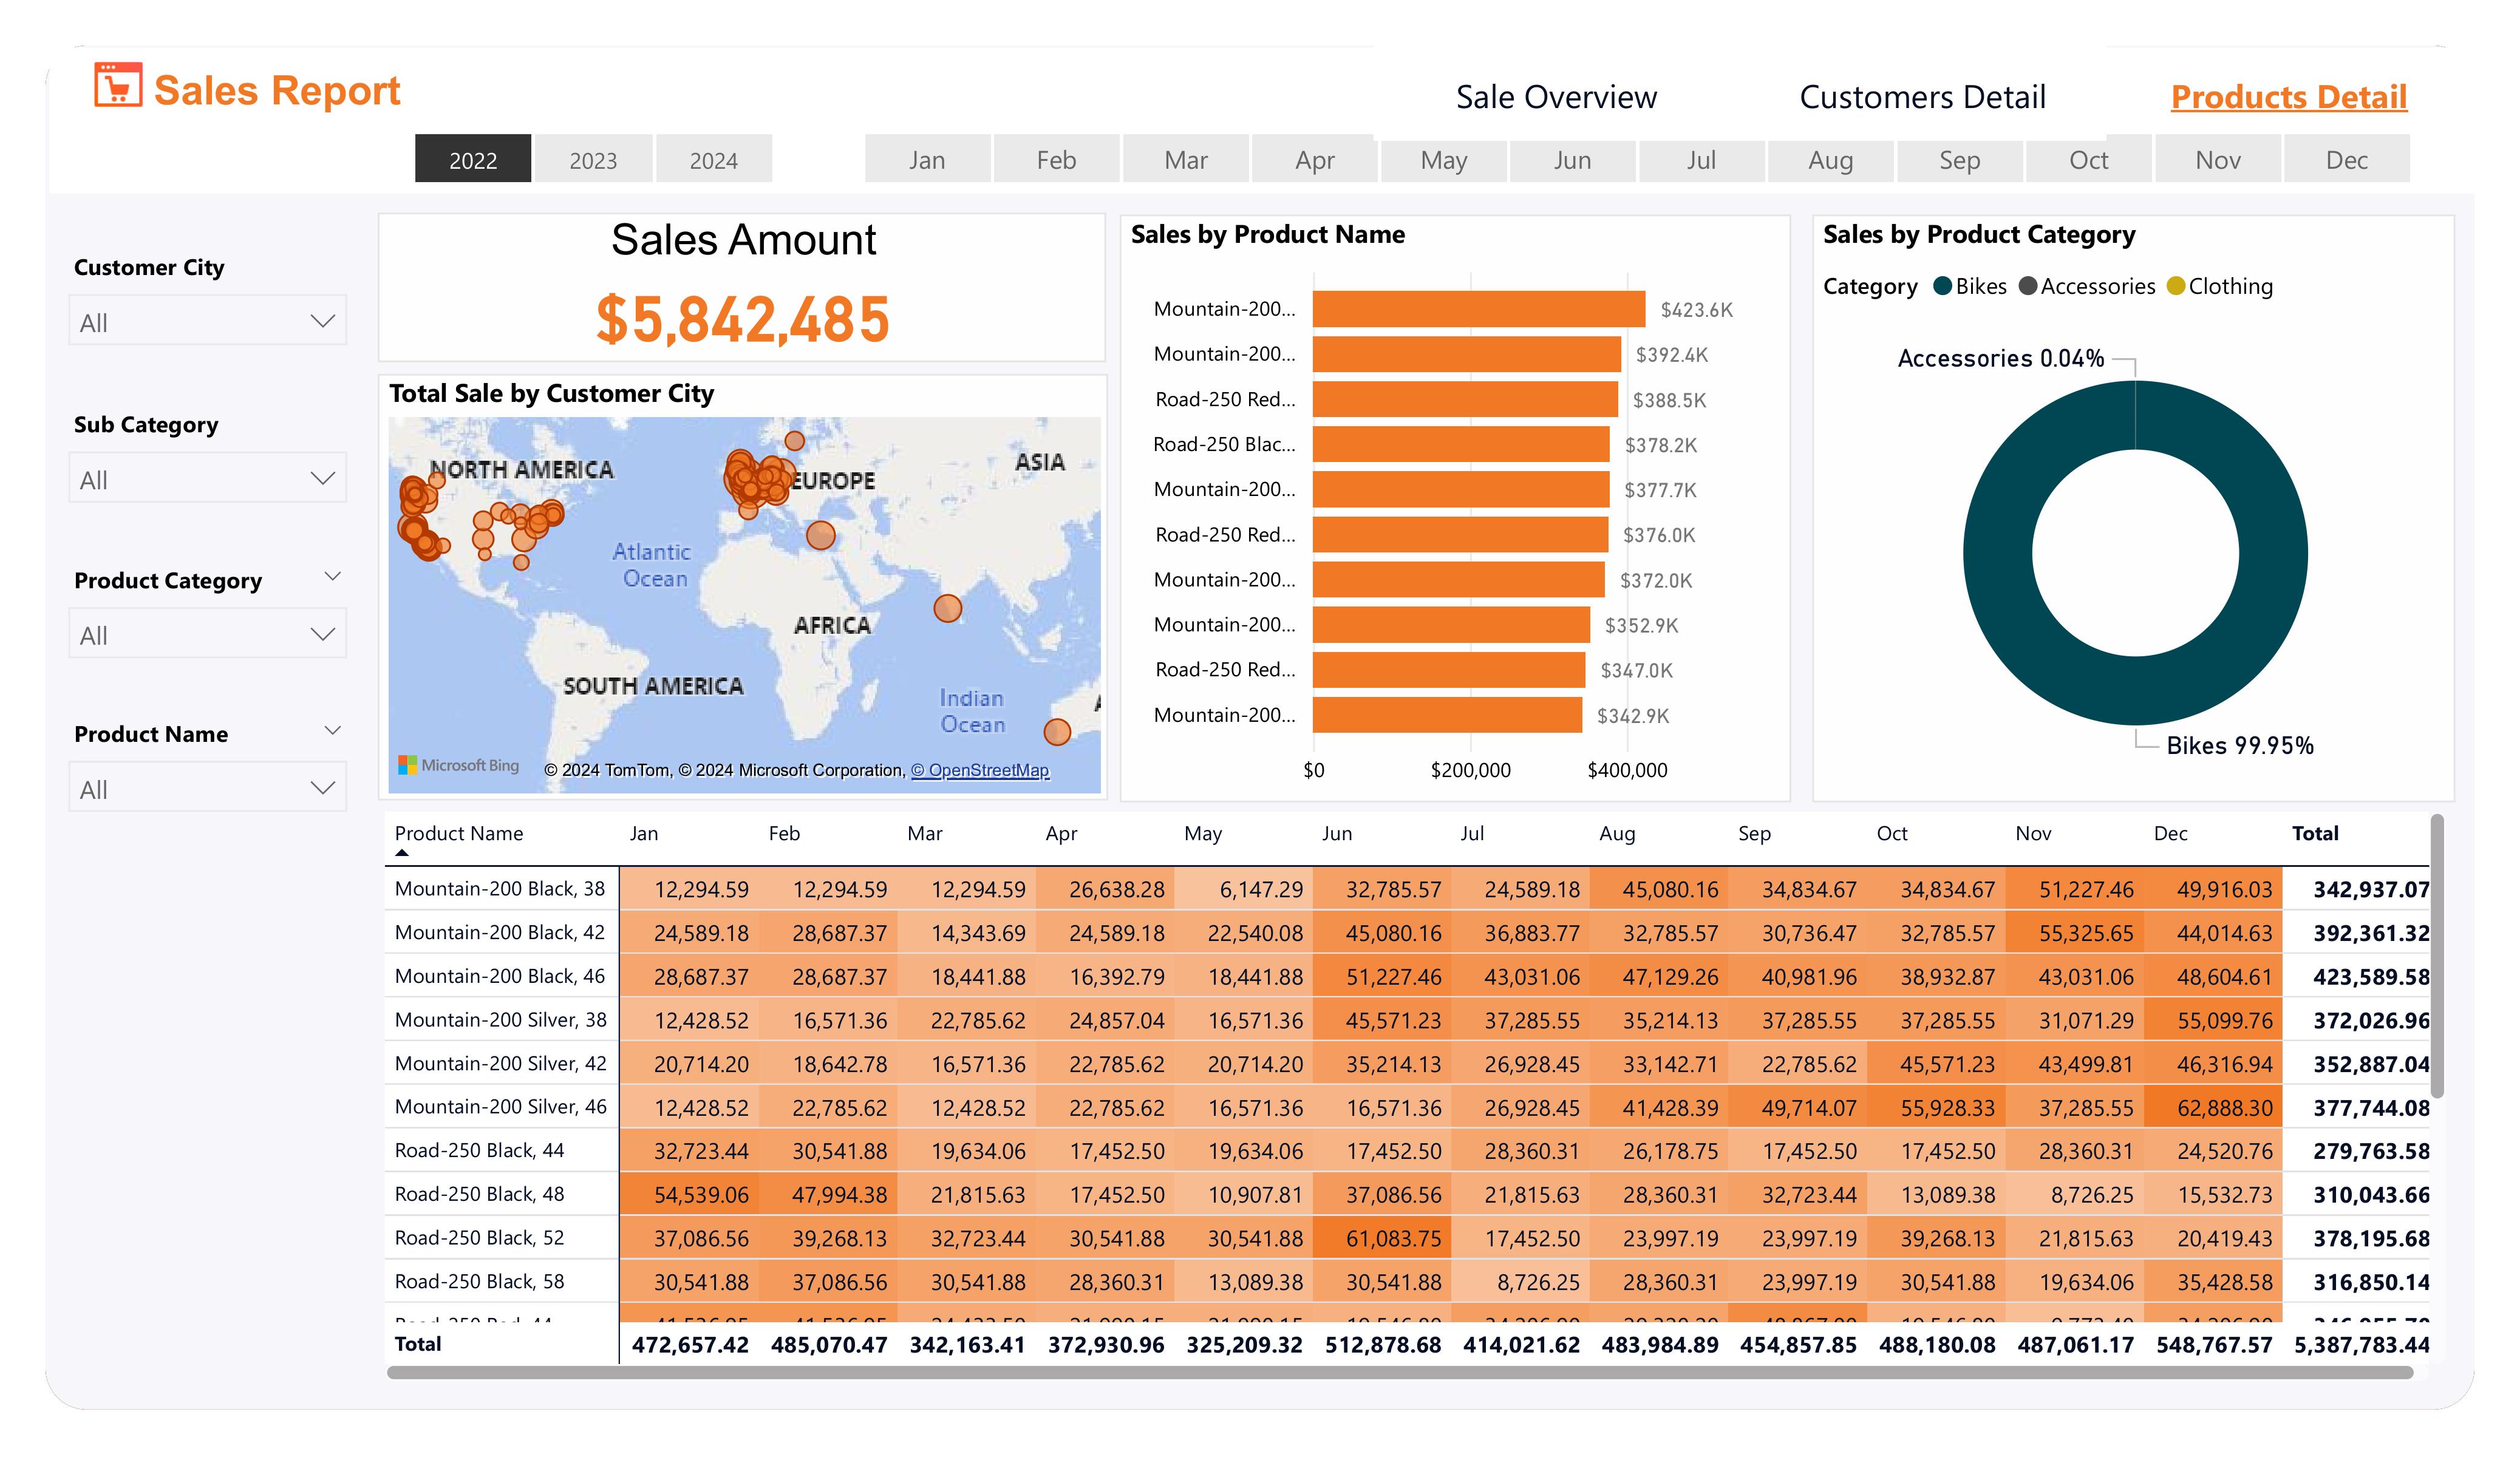 Sales Report
Sale Overview
Customers Detail
Products Detail
2022 2023 2024 Jan Feb Mar Apr May Jun Jul Aug Sep Oct Nov Dec
Customer City
All
Sub Category
All
Product Category
All
Product Name
All
Sales Amount
$5,842,485
Total Sale by Customer City
NORTH AMERICA
EUROPE
ASIA
Atlantic
Ocean
AFRICA
SOUTH AMERICA
Indian
Ocean
Microsoft Bing
© 2024 TomTom, © 2024 Microsoft Corporation, © OpenStreetMap
Sales by Product Name
Mountain-200... $423.6K
Mountain-200... $392.4K
Road-250 Red... $388.5K
Road-250 Blac... $378.2K
Mountain-200... $377.7K
Road-250 Red... $376.0K
Mountain-200... $372.0K
Mountain-200... $352.9K
Road-250 Red... $347.0K
Mountain-200... $342.9K
$0 $200,000 $400,000
Sales by Product Category
Category Bikes Accessories Clothing
Accessories 0.04%
Bikes 99.95%
Product Name Jan Feb Mar Apr May Jun Jul Aug Sep Oct Nov Dec Total
Mountain-200 Black, 38 12,294.59 12,294.59 12,294.59 26,638.28 6,147.29 32,785.57 24,589.18 45,080.16 34,834.67 34,834.67 51,227.46 49,916.03 342,937.07
Mountain-200 Black, 42 24,589.18 28,687.37 14,343.69 24,589.18 22,540.08 45,080.16 36,883.77 32,785.57 30,736.47 32,785.57 55,325.65 44,014.63 392,361.32
Mountain-200 Black, 46 28,687.37 28,687.37 18,441.88 16,392.79 18,441.88 51,227.46 43,031.06 47,129.26 40,981.96 38,932.87 43,031.06 48,604.61 423,589.58
Mountain-200 Silver, 38 12,428.52 16,571.36 22,785.62 24,857.04 16,571.36 45,571.23 37,285.55 35,214.13 37,285.55 37,285.55 31,071.29 55,099.76 372,026.96
Mountain-200 Silver, 42 20,714.20 18,642.78 16,571.36 22,785.62 20,714.20 35,214.13 26,928.45 33,142.71 22,785.62 45,571.23 43,499.81 46,316.94 352,887.04
Mountain-200 Silver, 46 12,428.52 22,785.62 12,428.52 22,785.62 16,571.36 16,571.36 26,928.45 41,428.39 49,714.07 55,928.33 37,285.55 62,888.30 377,744.08
Road-250 Black, 44 32,723.44 30,541.88 19,634.06 17,452.50 19,634.06 17,452.50 28,360.31 26,178.75 17,452.50 17,452.50 28,360.31 24,520.76 279,763.58
Road-250 Black, 48 54,539.06 47,994.38 21,815.63 17,452.50 10,907.81 37,086.56 21,815.63 28,360.31 32,723.44 13,089.38 8,726.25 15,532.73 310,043.66
Road-250 Black, 52 37,086.56 39,268.13 32,723.44 30,541.88 30,541.88 61,083.75 17,452.50 23,997.19 23,997.19 39,268.13 21,815.63 20,419.43 378,195.68
Road-250 Black, 58 30,541.88 37,086.56 30,541.88 28,360.31 13,089.38 30,541.88 8,726.25 28,360.31 23,997.19 30,541.88 19,634.06 35,428.58 316,850.14
Total 472,657.42 485,070.47 342,163.41 372,930.96 325,209.32 512,878.68 414,021.62 483,984.89 454,857.85 488,180.08 487,061.17 548,767.57 5,387,783.44